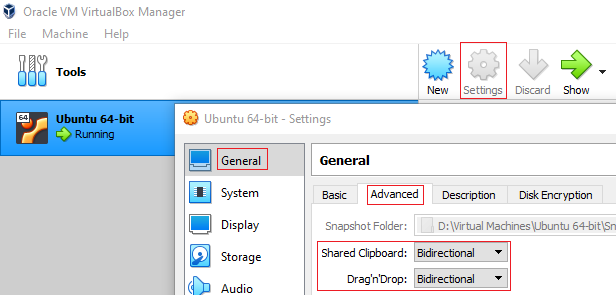 Oracle VM VirtualBox Manager
File Machine Help
Tools
New Settings Discard Show
64 Ubuntu 64-bit
Running
Ubuntu 64-bit - Settings
General
System
Display
Storage
Audio
General
Basic Advanced Description Disk Encryption
Snapshot Folder: D:\Virtual Machines\Ubuntu 64-bit\Sn
Shared Clipboard: Bidirectional
Drag'n'Drop: Bidirectional